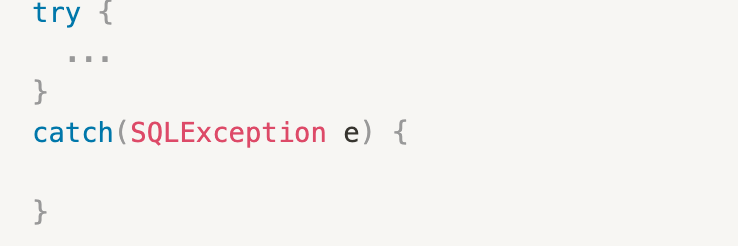 try {
  ...
}
catch(SQLException e) {
}